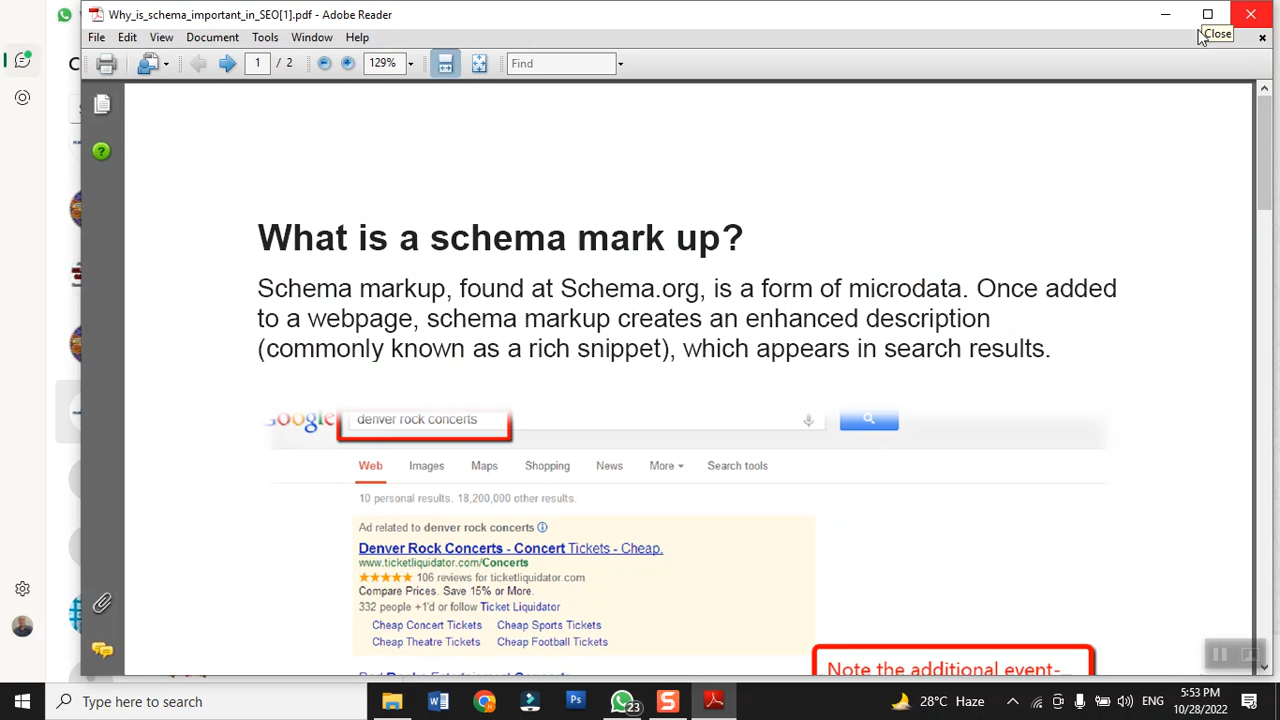 Why_is_schema_important_in_SEO[1].pdf - Adobe Reader
Close
File Edit View Document Tools Window Help
1 / 2 129% Find
What is a schema mark up?
Schema markup, found at Schema.org, is a form of microdata. Once added
to a webpage, schema markup creates an enhanced description
(commonly known as a rich snippet), which appears in search results.
Google denver rock concerts
Web Images Maps Shopping News More Search tools
10 personal results. 18,200,000 other results.
Ad related to denver rock concerts
Denver Rock Concerts - Concert Tickets - Cheap.
www.ticketliquidator.com/Concerts
106 reviews for ticketliquidator.com
Compare Prices. Save 15% or More.
332 people +1'd or follow Ticket Liquidator
Cheap Concert Tickets Cheap Sports Tickets
Cheap Theatre Tickets Cheap Football Tickets
Note the additional event-
Type here to search
W
Ps
23
S
28°C Haze
ENG
5:53 PM
10/28/2022